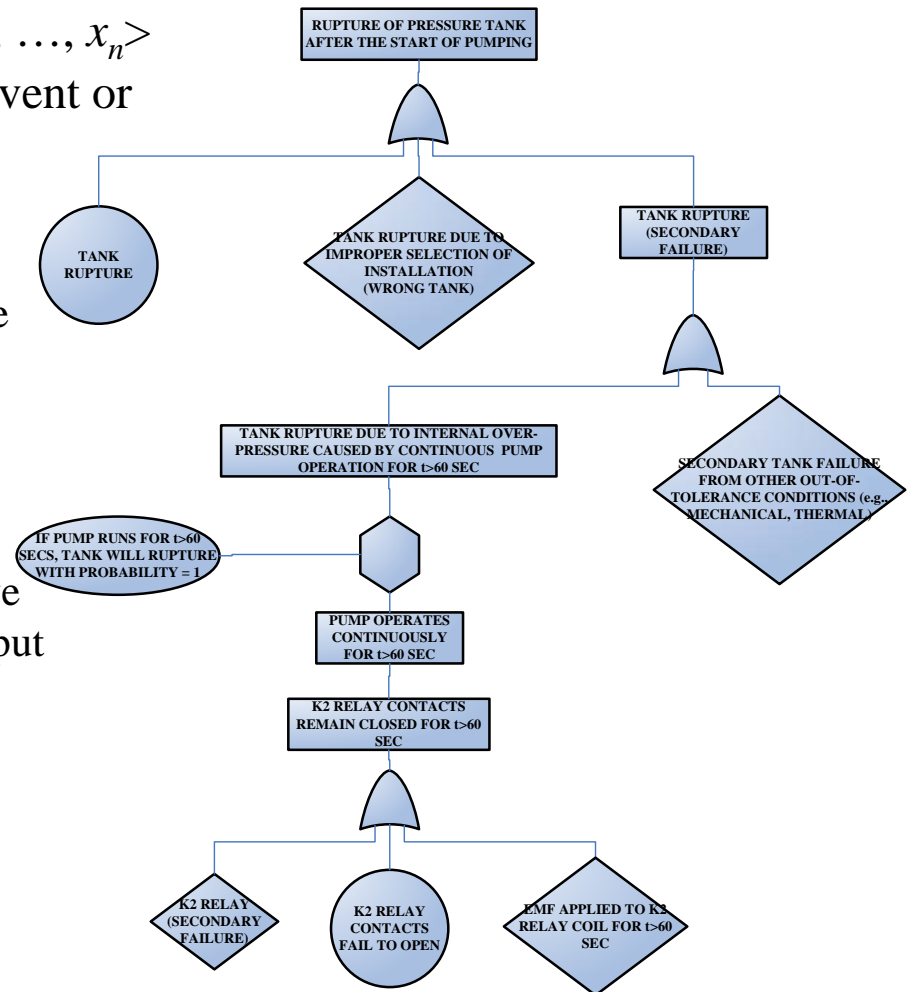 …, xn>
vent or
e
e
put
RUPTURE OF PRESSURE TANK
AFTER THE START OF PUMPING
TANK
RUPTURE
TANK RUPTURE DUE TO
IMPROPER SELECTION OF
INSTALLATION
(WRONG TANK)
TANK RUPTURE
(SECONDARY
FAILURE)
TANK RUPTURE DUE TO INTERNAL OVER-
PRESSURE CAUSED BY CONTINUOUS PUMP
OPERATION FOR t>60 SEC
SECONDARY TANK FAILURE
FROM OTHER OUT-OF-
TOLERANCE CONDITIONS (e.g.,
MECHANICAL, THERMAL)
IF PUMP RUNS FOR t>60
SECS, TANK WILL RUPTURE
WITH PROBABILITY = 1
PUMP OPERATES
CONTINUOUSLY
FOR t>60 SEC
K2 RELAY CONTACTS
REMAIN CLOSED FOR t>60
SEC
K2 RELAY
(SECONDARY
FAILURE)
K2 RELAY
CONTACTS
FAIL TO OPEN
EMF APPLIED TO K2
RELAY COIL FOR t>60
SEC